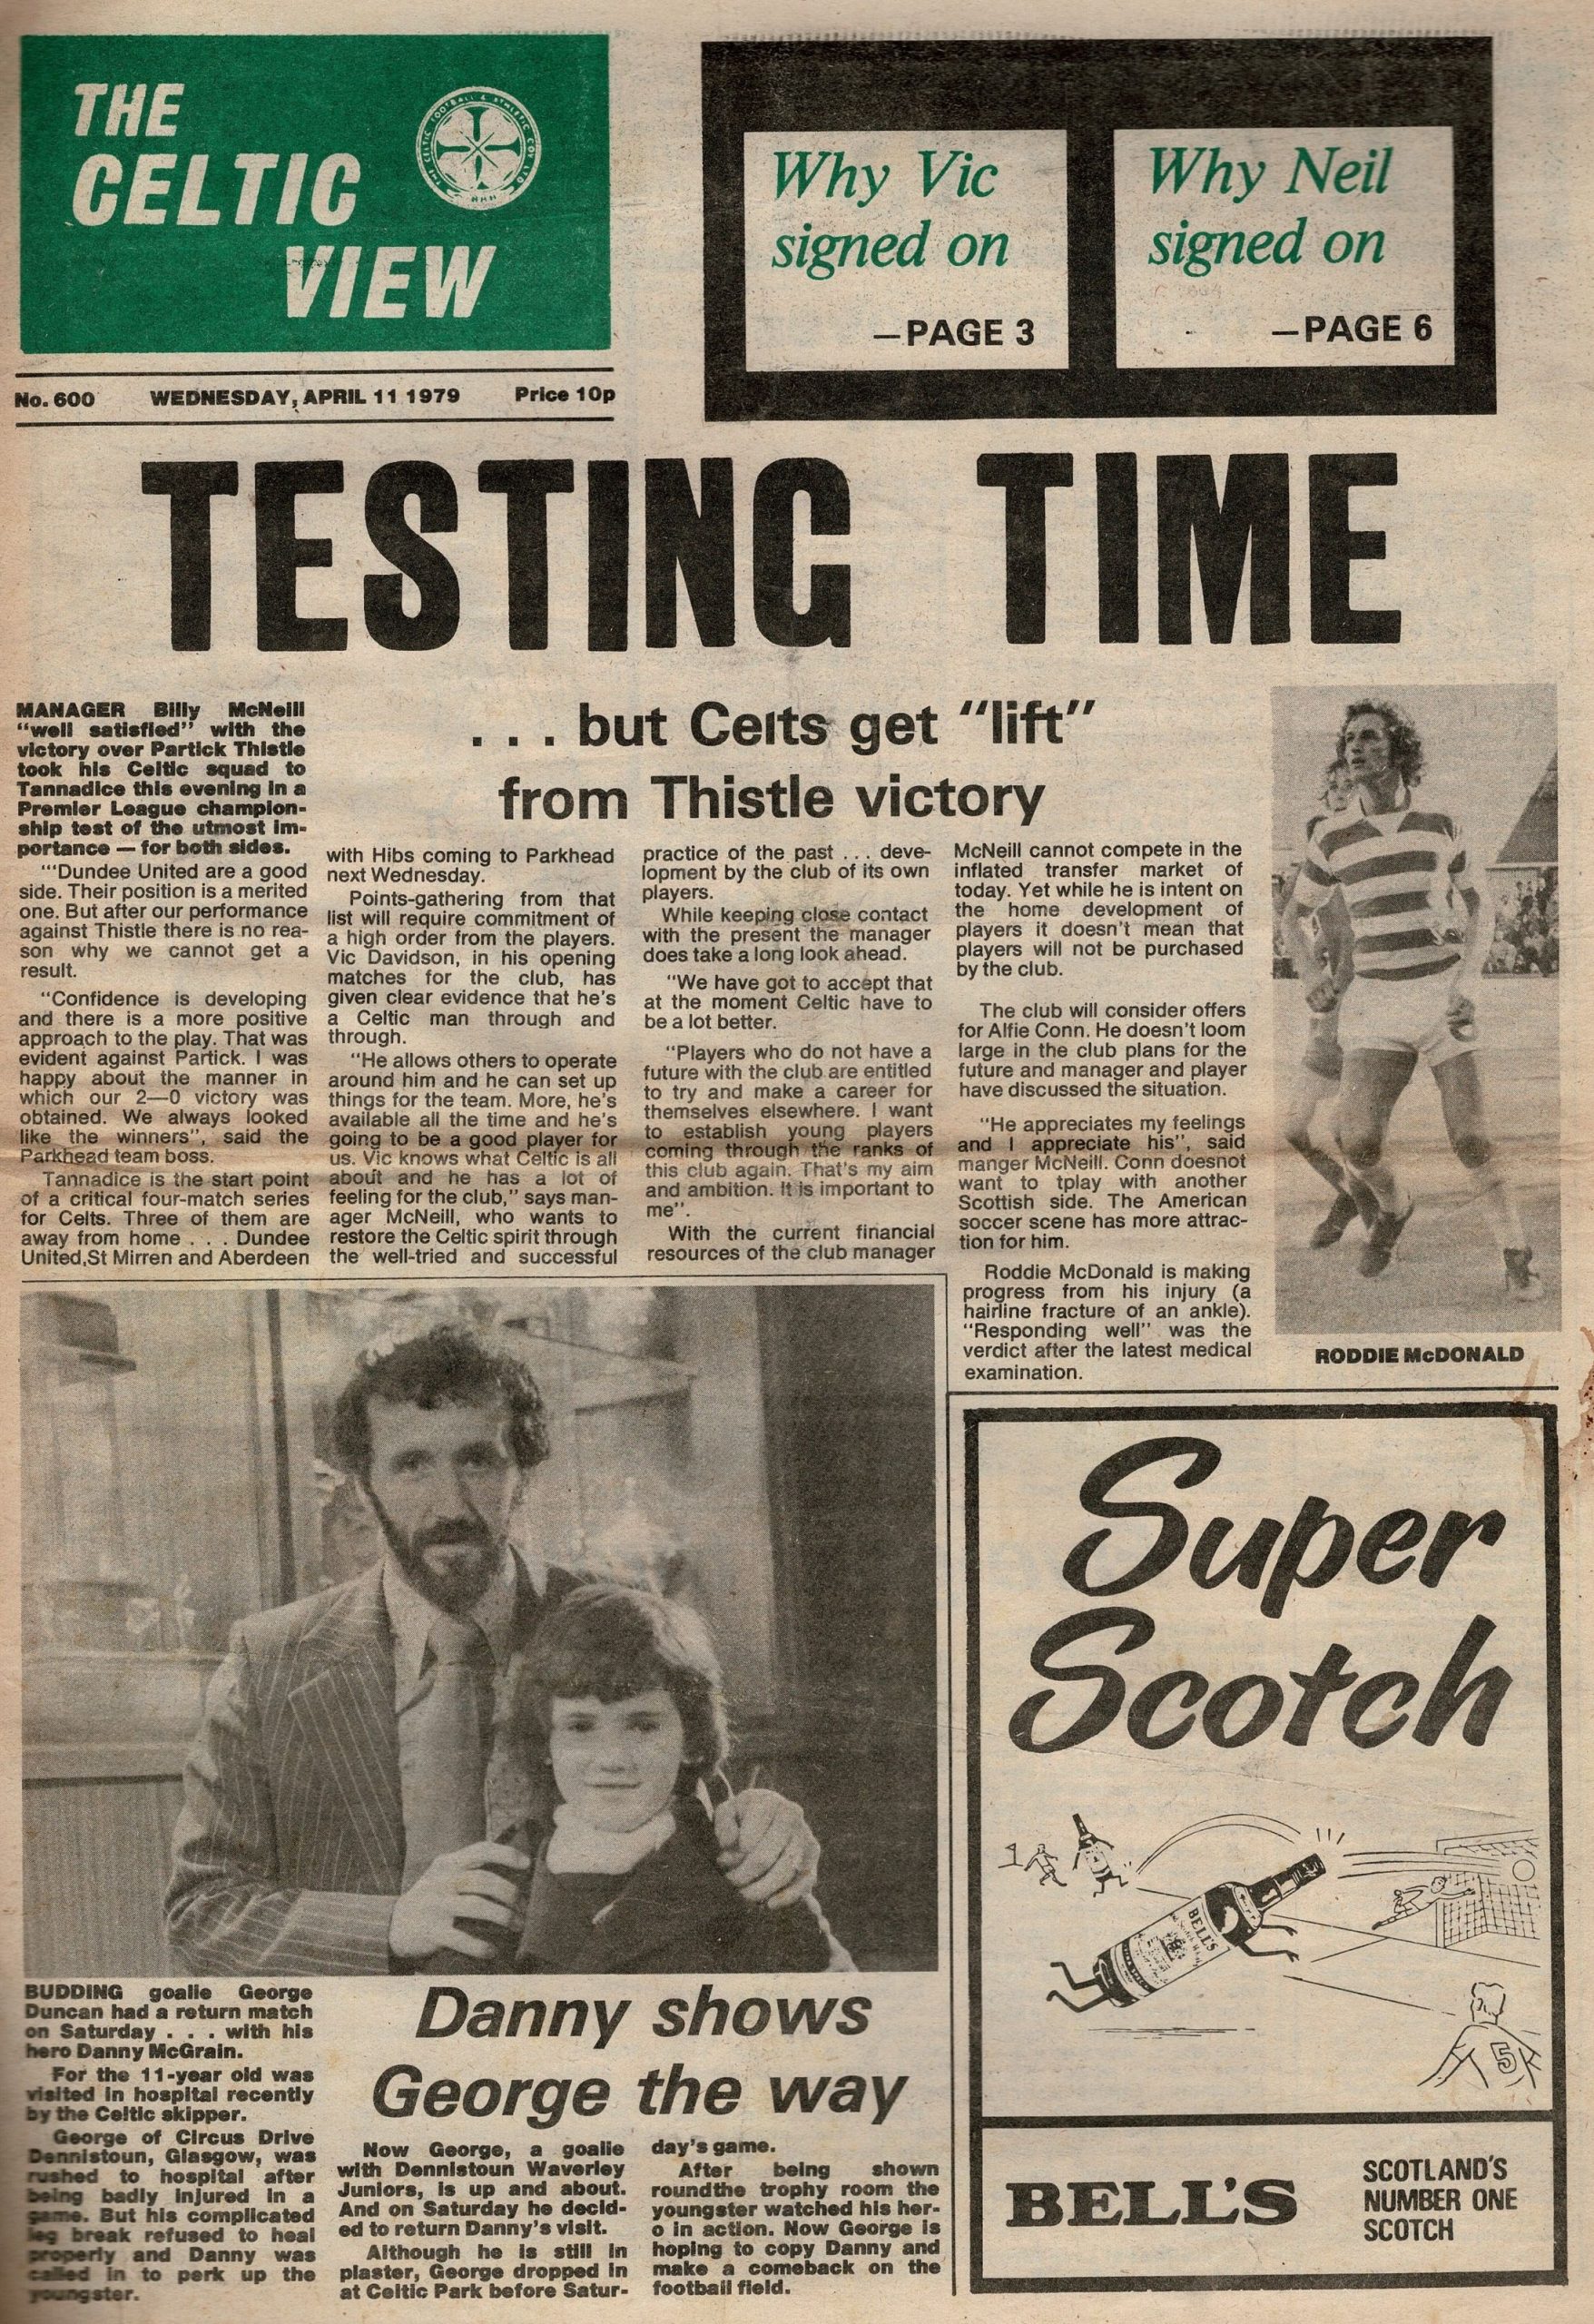 THE
CELTIC
VIEW
THE CELTIC FOOTBALL & ATHLETIC COY LTD
Why Vic
signed on
—PAGE 3
Why Neil
signed on
—PAGE 6
No. 600 WEDNESDAY, APRIL 11 1979 Price 10p
TESTING TIME
. . . but Celts get "lift"
from Thistle victory
MANAGER Billy McNeill
"well satisfied" with the
victory over Partick Thistle
took his Celtic squad to
Tannadice this evening in a
Premier League champion-
ship test of the utmost im-
portance — for both sides.
"'Dundee United are a good
side. Their position is a merited
one. But after our performance
against Thistle there is no rea-
son why we cannot get a
result.
"Confidence is developing
and there is a more positive
approach to the play. That was
evident against Partick. I was
happy about the manner in
which our 2—0 victory was
obtained. We always looked
like the winners", said the
Parkhead team boss.
Tannadice is the start point
of a critical four-match series
for Celts. Three of them are
away from home . . . Dundee
United,St Mirren and Aberdeen
with Hibs coming to Parkhead
next Wednesday.
Points-gathering from that
list will require commitment of
a high order from the players.
Vic Davidson, in his opening
matches for the club, has
given clear evidence that he's
a Celtic man through and
through.
"He allows others to operate
around him and he can set up
things for the team. More, he's
available all the time and he's
going to be a good player for
us. Vic knows what Celtic is all
about and he has a lot of
feeling for the club," says man-
ager McNeill, who wants to
restore the Celtic spirit through
the well-tried and successful
practice of the past . . . deve-
lopment by the club of its own
players.
While keeping close contact
with the present the manager
does take a long look ahead.
"We have got to accept that
at the moment Celtic have to
be a lot better.
"Players who do not have a
future with the club are entitled
to try and make a career for
themselves elsewhere. I want
to establish young players
coming through the ranks of
this club again. That's my aim
and ambition. It is important to
me".
With the current financial
resources of the club manager
McNeill cannot compete in the
inflated transfer market of
today. Yet while he is intent on
the home development of
players it doesn't mean that
players will not be purchased
by the club.
The club will consider offers
for Alfie Conn. He doesn't loom
large in the club plans for the
future and manager and player
have discussed the situation.
"He appreciates my feelings
and I appreciate his", said
manger McNeill. Conn doesnot
want to tplay with another
Scottish side. The American
soccer scene has more attrac-
tion for him.
Roddie McDonald is making
progress from his injury (a
hairline fracture of an ankle).
"Responding well" was the
verdict after the latest medical
examination.
RODDIE McDONALD
BUDDING goalie George
Duncan had a return match
on Saturday . . . with his
hero Danny McGrain.
For the 11-year old was
visited in hospital recently
by the Celtic skipper.
George of Circus Drive
Dennistoun, Glasgow, was
rushed to hospital after
being badly injured in a
game. But his complicated
leg break refused to heal
properly and Danny was
called in to perk up the
youngster.
Danny shows
George the way
Now George, a goalie
with Dennistoun Waverley
Juniors, is up and about.
And on Saturday he decid-
ed to return Danny's visit.
Although he is still in
plaster, George dropped in
at Celtic Park before Satur-
day's game.
After being shown
roundthe trophy room the
youngster watched his her-
o in action. Now George is
hoping to copy Danny and
make a comeback on the
football field.
Super
Scotch
BELL'S
5
BELL'S
SCOTLAND'S
NUMBER ONE
SCOTCH